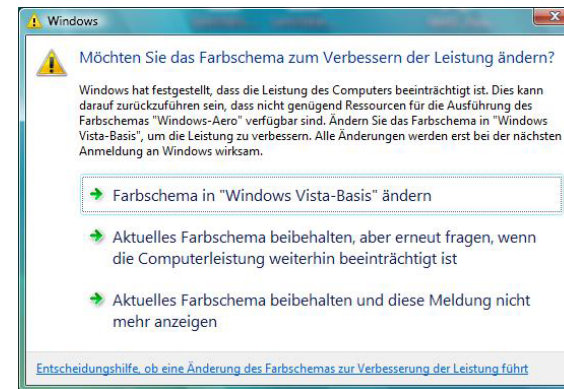 Windows
Möchten Sie das Farbschema zum Verbessern der Leistung ändern?
Windows hat festgestellt, dass die Leistung des Computers beeinträchtigt ist. Dies kann
darauf zurückzuführen sein, dass nicht genügend Ressourcen für die Ausführung des
Farbschemas "Windows-Aero" verfügbar sind. Ändern Sie das Farbschema in "Windows
Vista-Basis", um die Leistung zu verbessern. Alle Änderungen werden erst bei der nächsten
Anmeldung an Windows wirksam.
Farbschema in "Windows Vista-Basis" ändern
Aktuelles Farbschema beibehalten, aber erneut fragen, wenn
die Computerleistung weiterhin beeinträchtigt ist
Aktuelles Farbschema beibehalten und diese Meldung nicht
mehr anzeigen
Entscheidungshilfe, ob eine Änderung des Farbschemas zur Verbesserung der Leistung führt